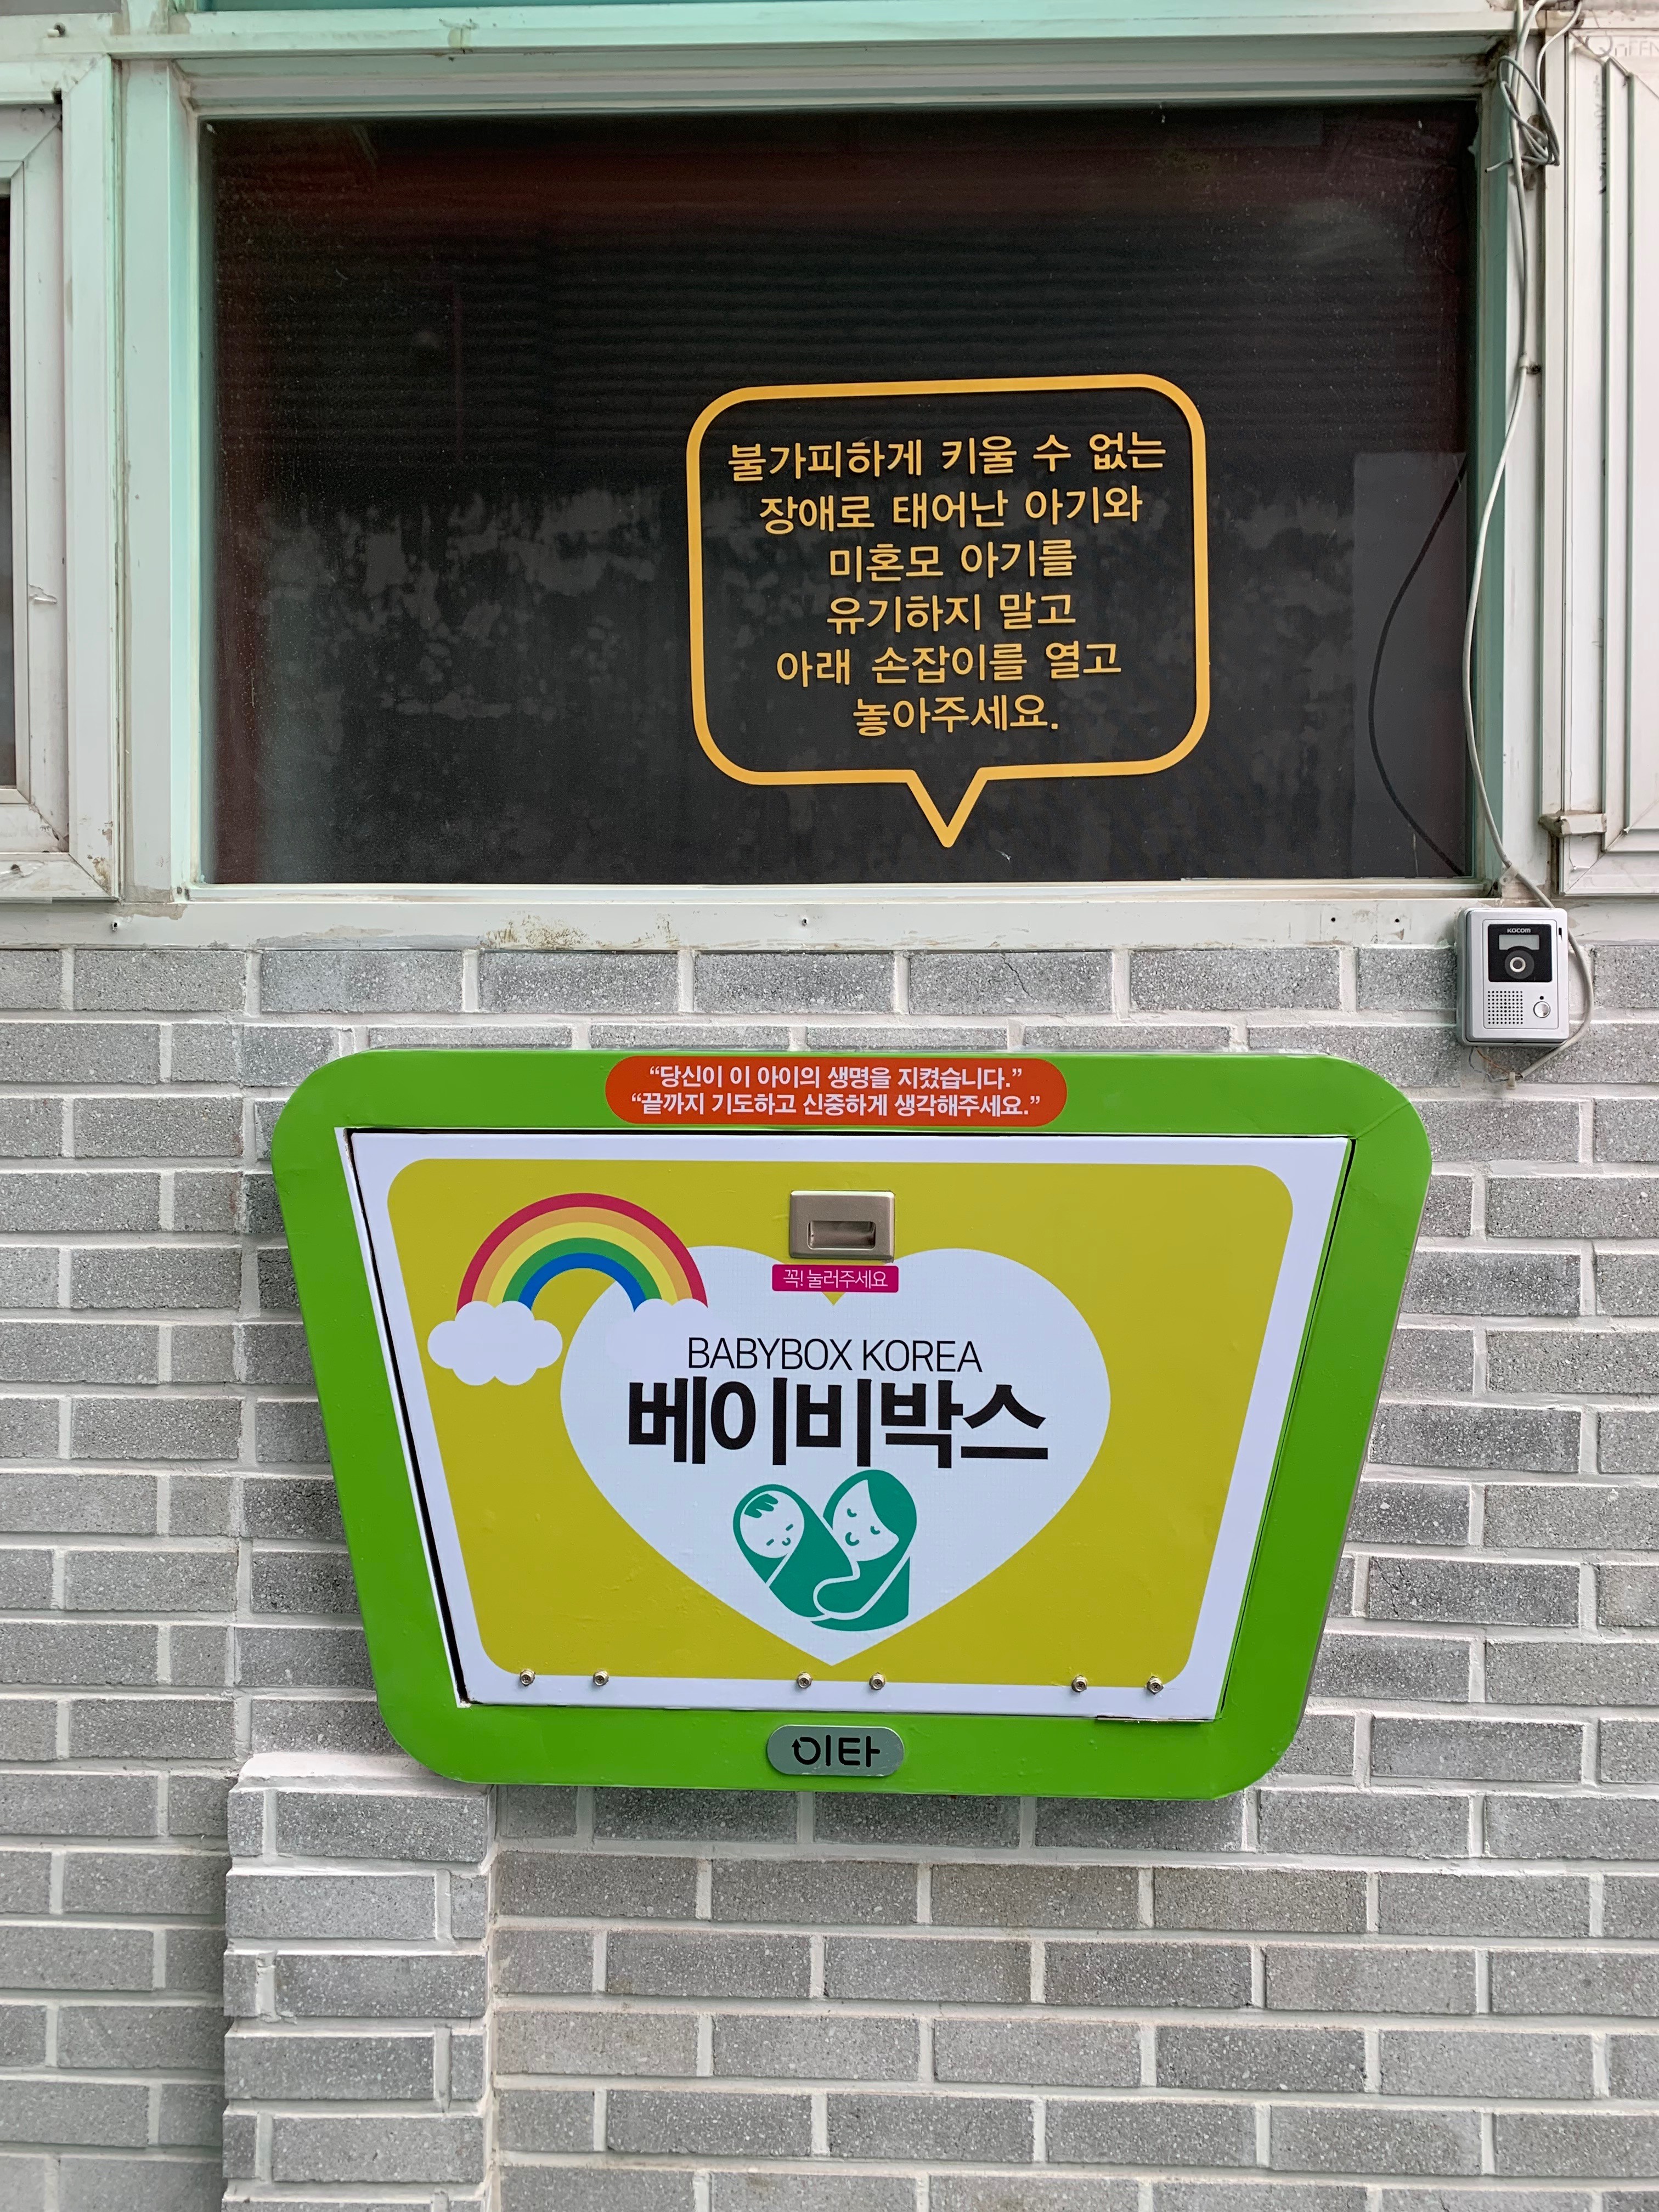 불가피하게 키울 수 없는
장애로 태어난 아기와
미혼모 아기를
유기하지 말고
아래 손잡이를 열고
놓아주세요.
KOCOM
“당신이 이 아이의 생명을 지켰습니다.”
“끝까지 기도하고 신중하게 생각해주세요.”
꼭! 눌러주세요
BABYBOX KOREA
베이비박스
이타